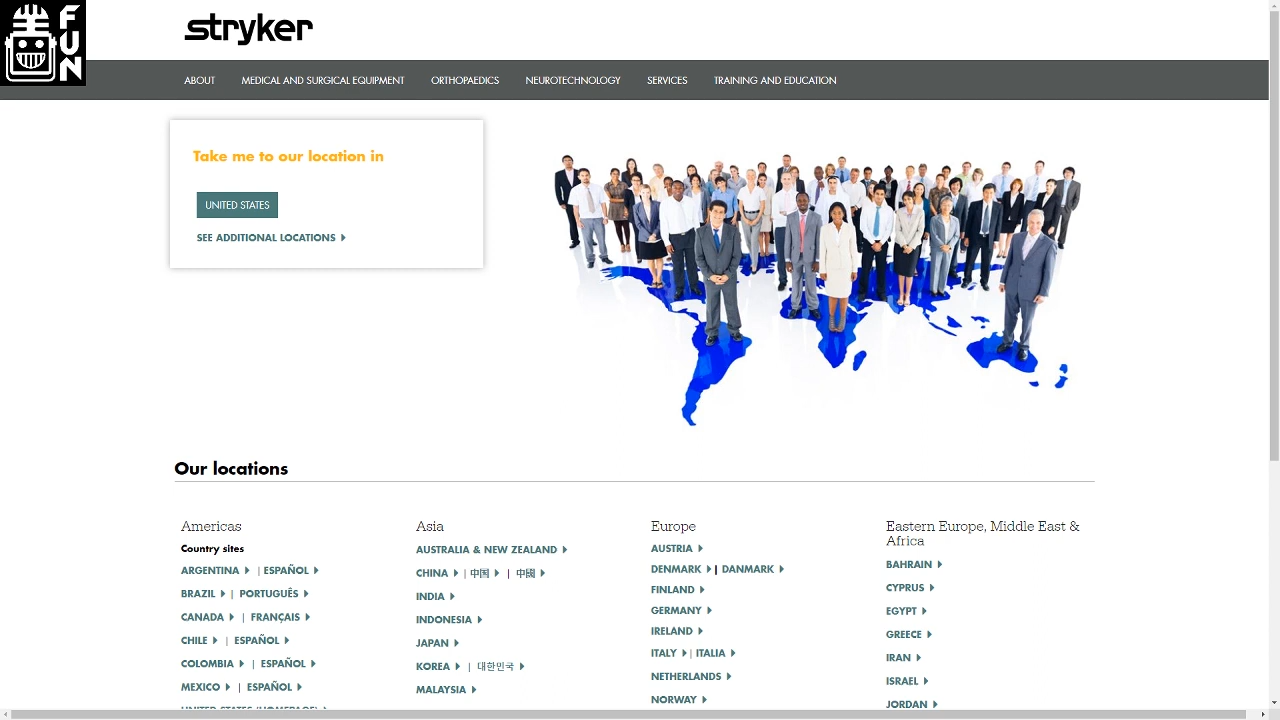 FUN
stryker
ABOUT MEDICAL AND SURGICAL EQUIPMENT ORTHOPAEDICS NEUROTECHNOLOGY SERVICES TRAINING AND EDUCATION
Take me to our location in
UNITED STATES
SEE ADDITIONAL LOCATIONS
Our locations
Americas
Country sites
ARGENTINA | ESPAÑOL
BRAZIL | PORTUGUÊS
CANADA | FRANÇAIS
CHILE | ESPAÑOL
COLOMBIA | ESPAÑOL
MEXICO | ESPAÑOL
UNITED STATES (HOMEPAGE)
Asia
AUSTRALIA & NEW ZEALAND
CHINA | 中国 | 中國
INDIA
INDONESIA
JAPAN
KOREA | 대한민국
MALAYSIA
Europe
AUSTRIA
DENMARK | DANMARK
FINLAND
GERMANY
IRELAND
ITALY | ITALIA
NETHERLANDS
NORWAY
Eastern Europe, Middle East &
Africa
BAHRAIN
CYPRUS
EGYPT
GREECE
IRAN
ISRAEL
JORDAN